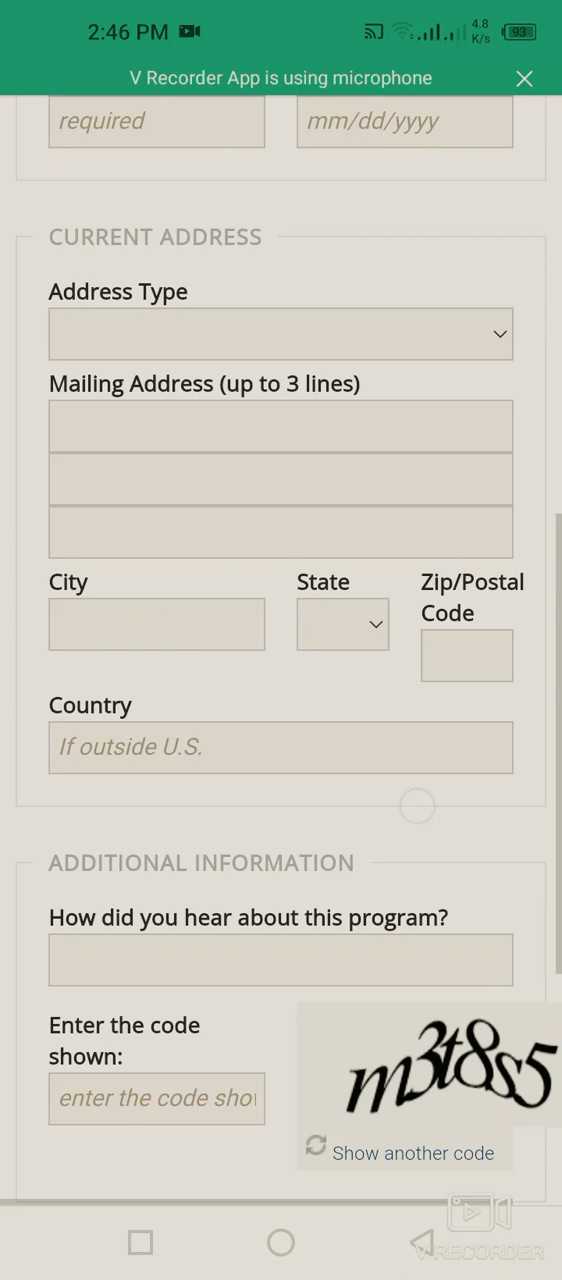 2:46 PM
4.8
K/s
93
V Recorder App is using microphone
required
mm/dd/yyyy
CURRENT ADDRESS
Address Type
Mailing Address (up to 3 lines)
City
State
Zip/Postal
Code
Country
If outside U.S.
ADDITIONAL INFORMATION
How did you hear about this program?
Enter the code
shown:
enter the code sho
m3t8s5
Show another code
V RECORDER